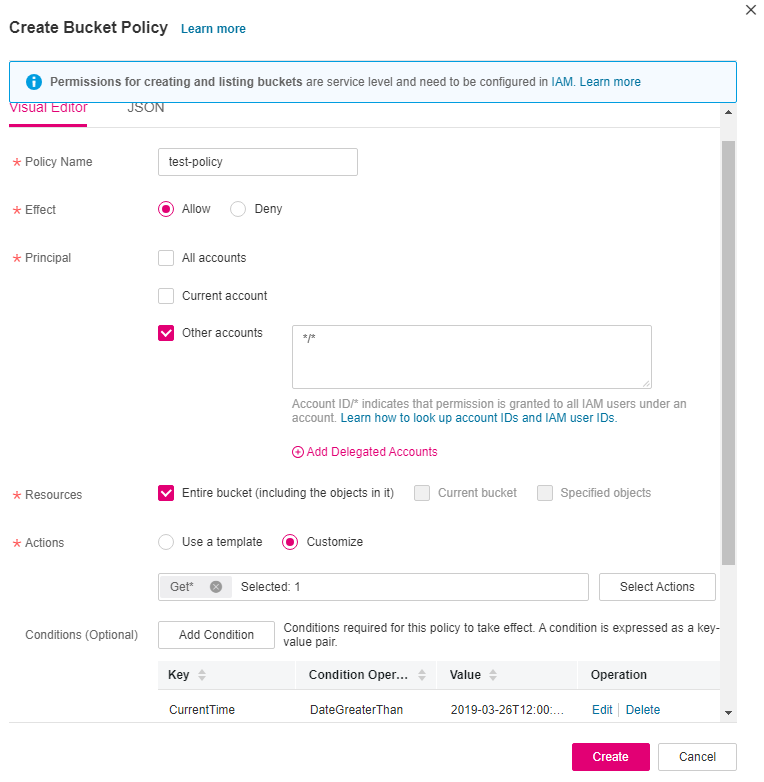 Create Bucket Policy Learn more
Permissions for creating and listing buckets are service level and need to be configured in IAM. Learn more
Visual Editor JSON
* Policy Name test-policy
* Effect Allow Deny
* Principal All accounts
Current account
Other accounts */*
Account ID/* indicates that permission is granted to all IAM users under an
account. Learn how to look up account IDs and IAM user IDs.
Add Delegated Accounts
* Resources Entire bucket (including the objects in it) Current bucket Specified objects
* Actions Use a template Customize
Get* Selected: 1 Select Actions
Conditions (Optional) Add Condition Conditions required for this policy to take effect. A condition is expressed as a key-
value pair.
Key Condition Oper... Value Operation
CurrentTime DateGreaterThan 2019-03-26T12:00:... Edit Delete
Create Cancel